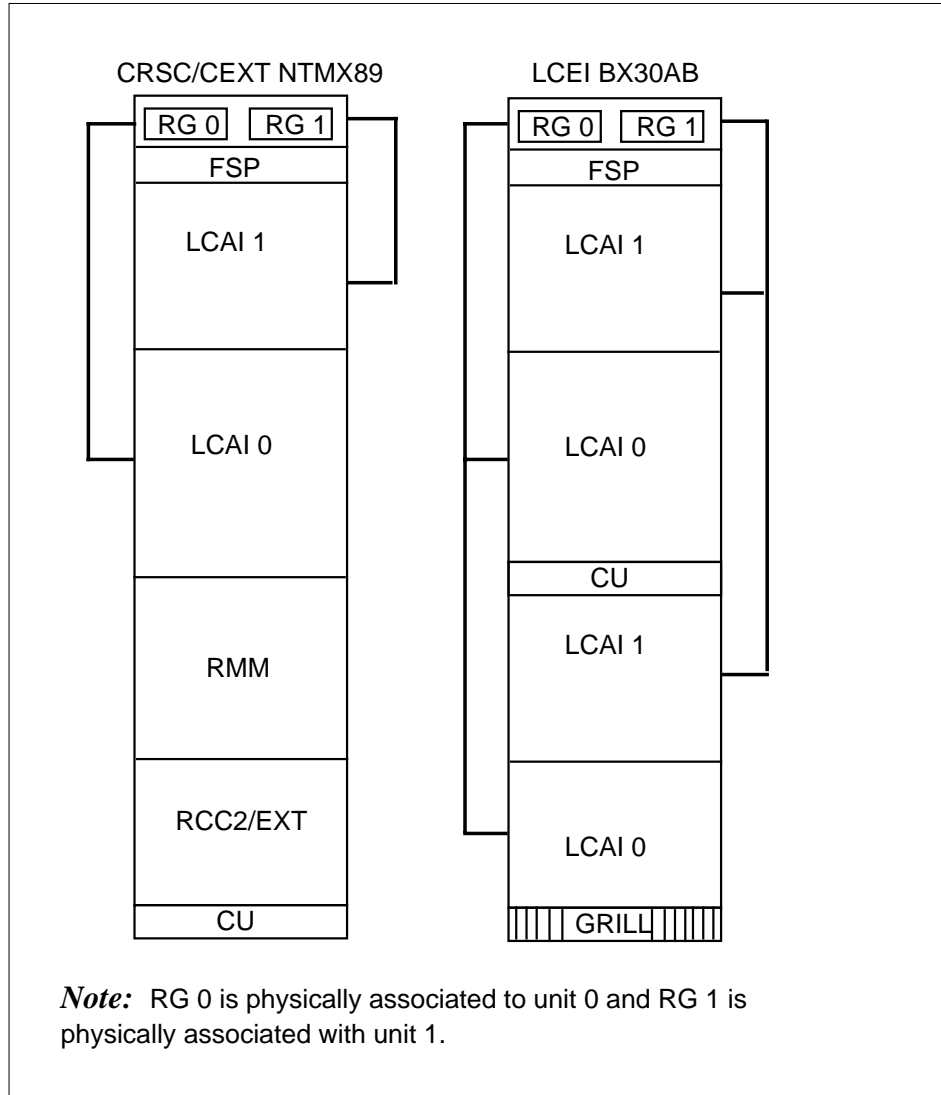 CRSC/CEXT NTMX89
RG 0 RG 1
FSP
LCAI 1
LCAI 0
RMM
RCC2/EXT
CU
LCEI BX30AB
RG 0 RG 1
FSP
LCAI 1
LCAI 0
CU
LCAI 1
LCAI 0
GRILL
Note: RG 0 is physically associated to unit 0 and RG 1 is
physically associated with unit 1.